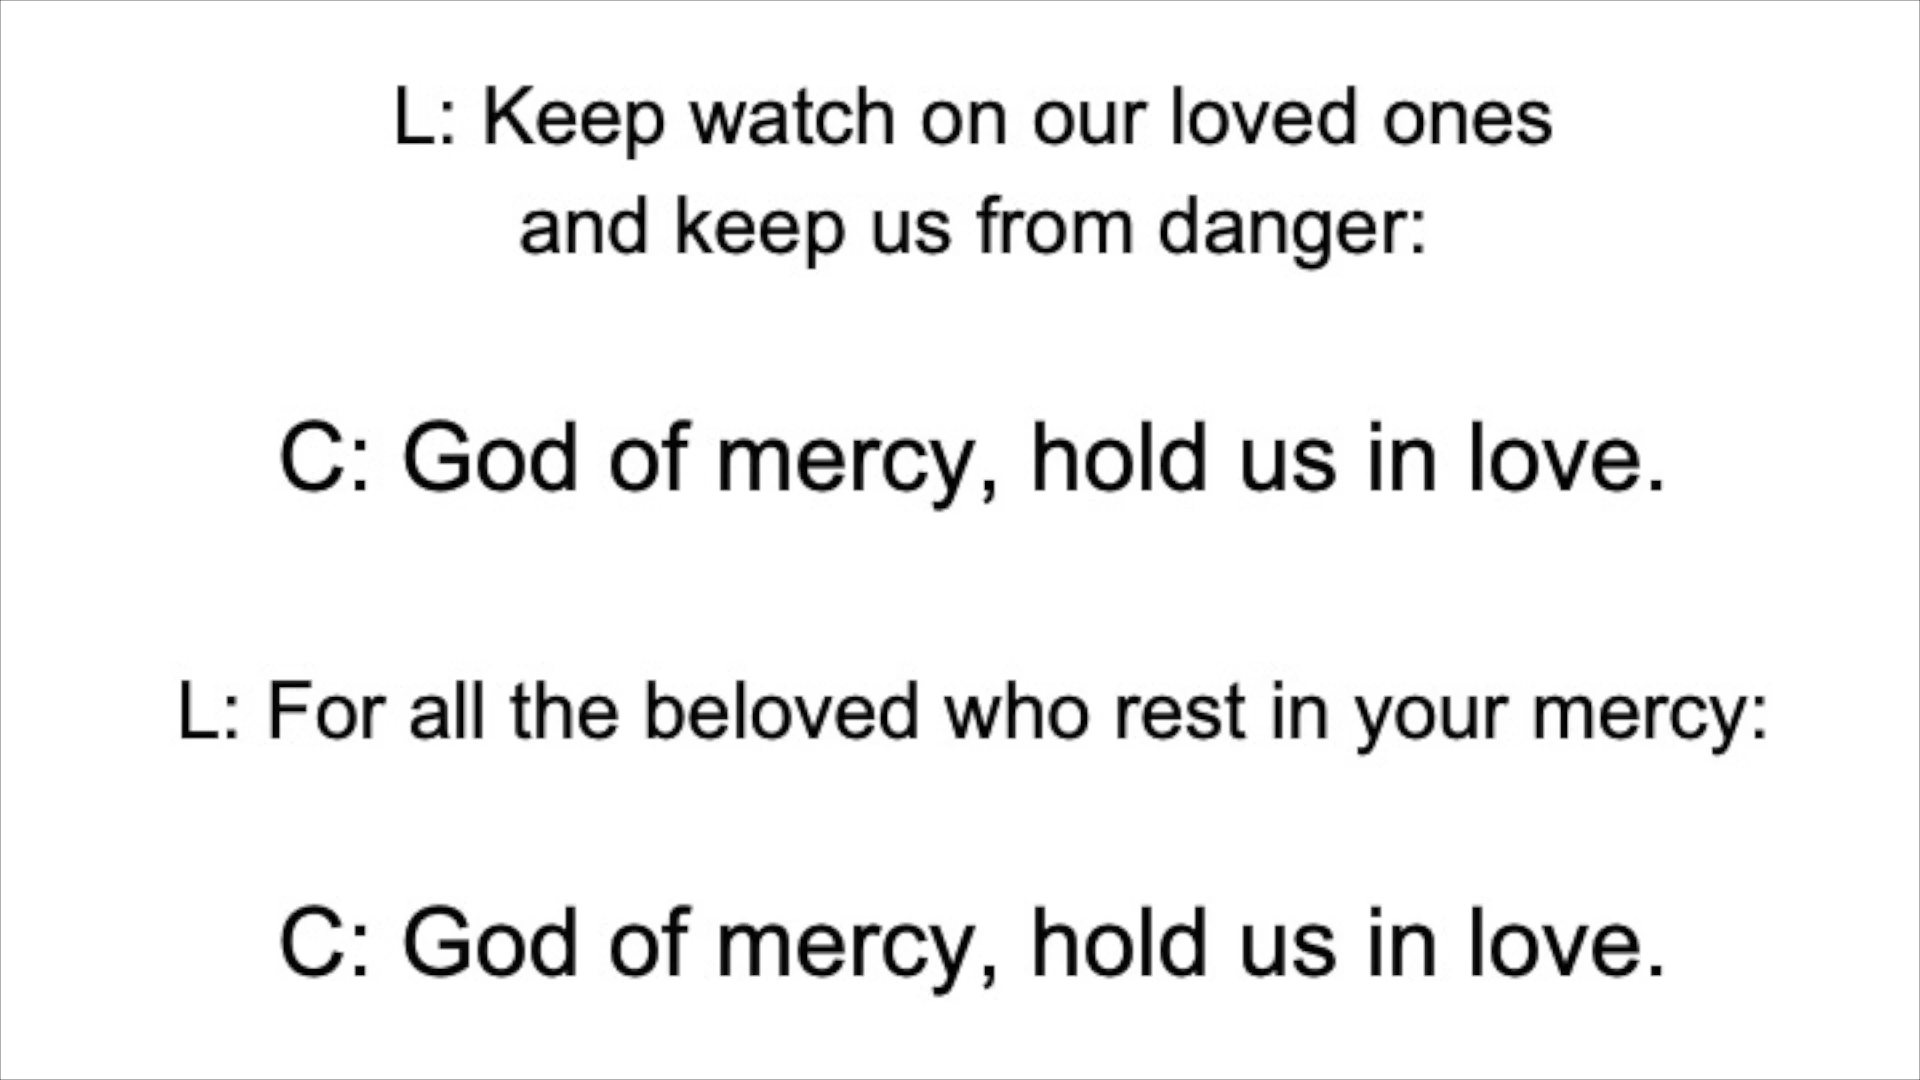 L: Keep watch on our loved ones
and keep us from danger:
C: God of mercy, hold us in love.
L: For all the beloved who rest in your mercy:
C: God of mercy, hold us in love.